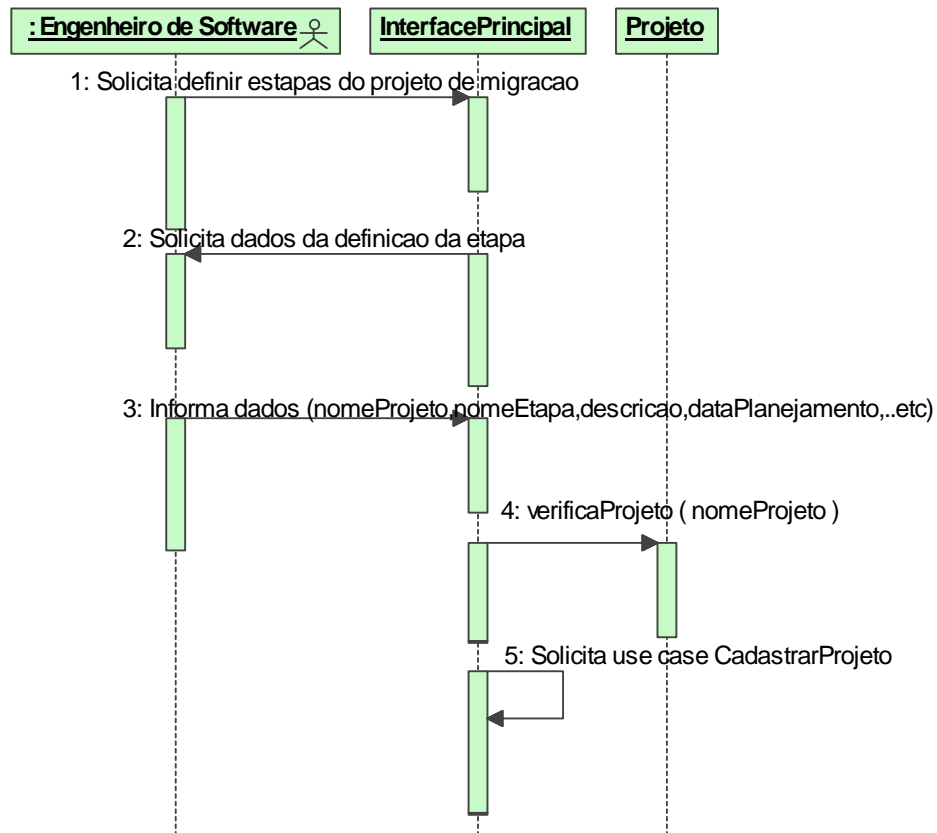 : Engenheiro de Software
InterfacePrincipal
Projeto
1: Solicita definir estapas do projeto de migracao
2: Solicita dados da definicao da etapa
3: Informa dados (nomeProjeto,nomeEtapa,descricao,dataPlanejamento,..etc)
4: verificaProjeto ( nomeProjeto )
5: Solicita use case CadastrarProjeto